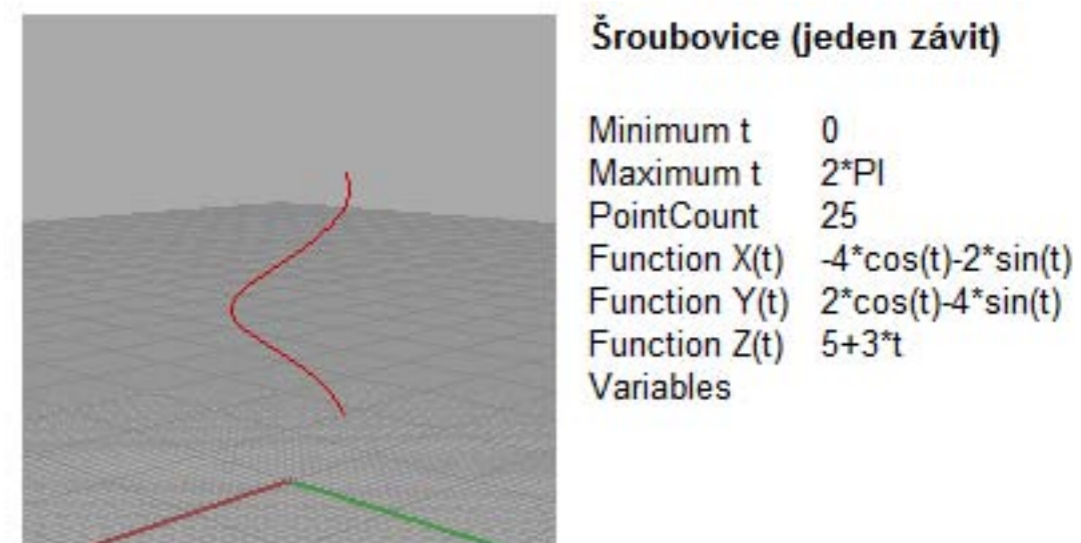 Šroubovice (jeden závit)
Minimum t 0
Maximum t 2*PI
PointCount 25
Function X(t) -4*cos(t)-2*sin(t)
Function Y(t) 2*cos(t)-4*sin(t)
Function Z(t) 5+3*t
Variables